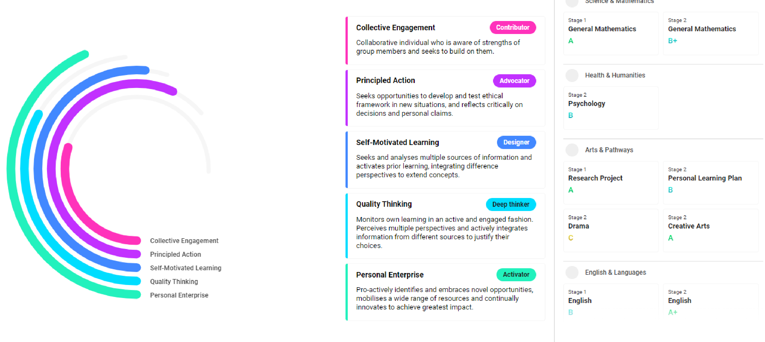 Collective Engagement
Principled Action
Self-Motivated Learning
Quality Thinking
Personal Enterprise
Collective Engagement
Contributor
Collaborative individual who is aware of strengths of
group members and seeks to build on them.
Principled Action
Advocator
Seeks opportunities to develop and test ethical
framework in new situations, and reflects critically on
decisions and personal claims.
Self-Motivated Learning
Designer
Seeks and analyses multiple sources of information and
activates prior learning, integrating difference
perspectives to extend concepts.
Quality Thinking
Deep thinker
Monitors own learning in an active and engaged fashion.
Perceives multiple perspectives and actively integrates
information from different sources to justify their
choices.
Personal Enterprise
Activator
Pro-actively identifies and embraces novel opportunities,
mobilises a wide range of resources and continually
innovates to achieve greatest impact.
Science & Mathematics
Stage 1
General Mathematics
A
Stage 2
General Mathematics
B+
Health & Humanities
Stage 2
Psychology
B
Arts & Pathways
Stage 1
Research Project
A
Stage 2
Personal Learning Plan
B
Stage 2
Drama
C
Stage 2
Creative Arts
A
English & Languages
Stage 1
English
B
Stage 2
English
A+